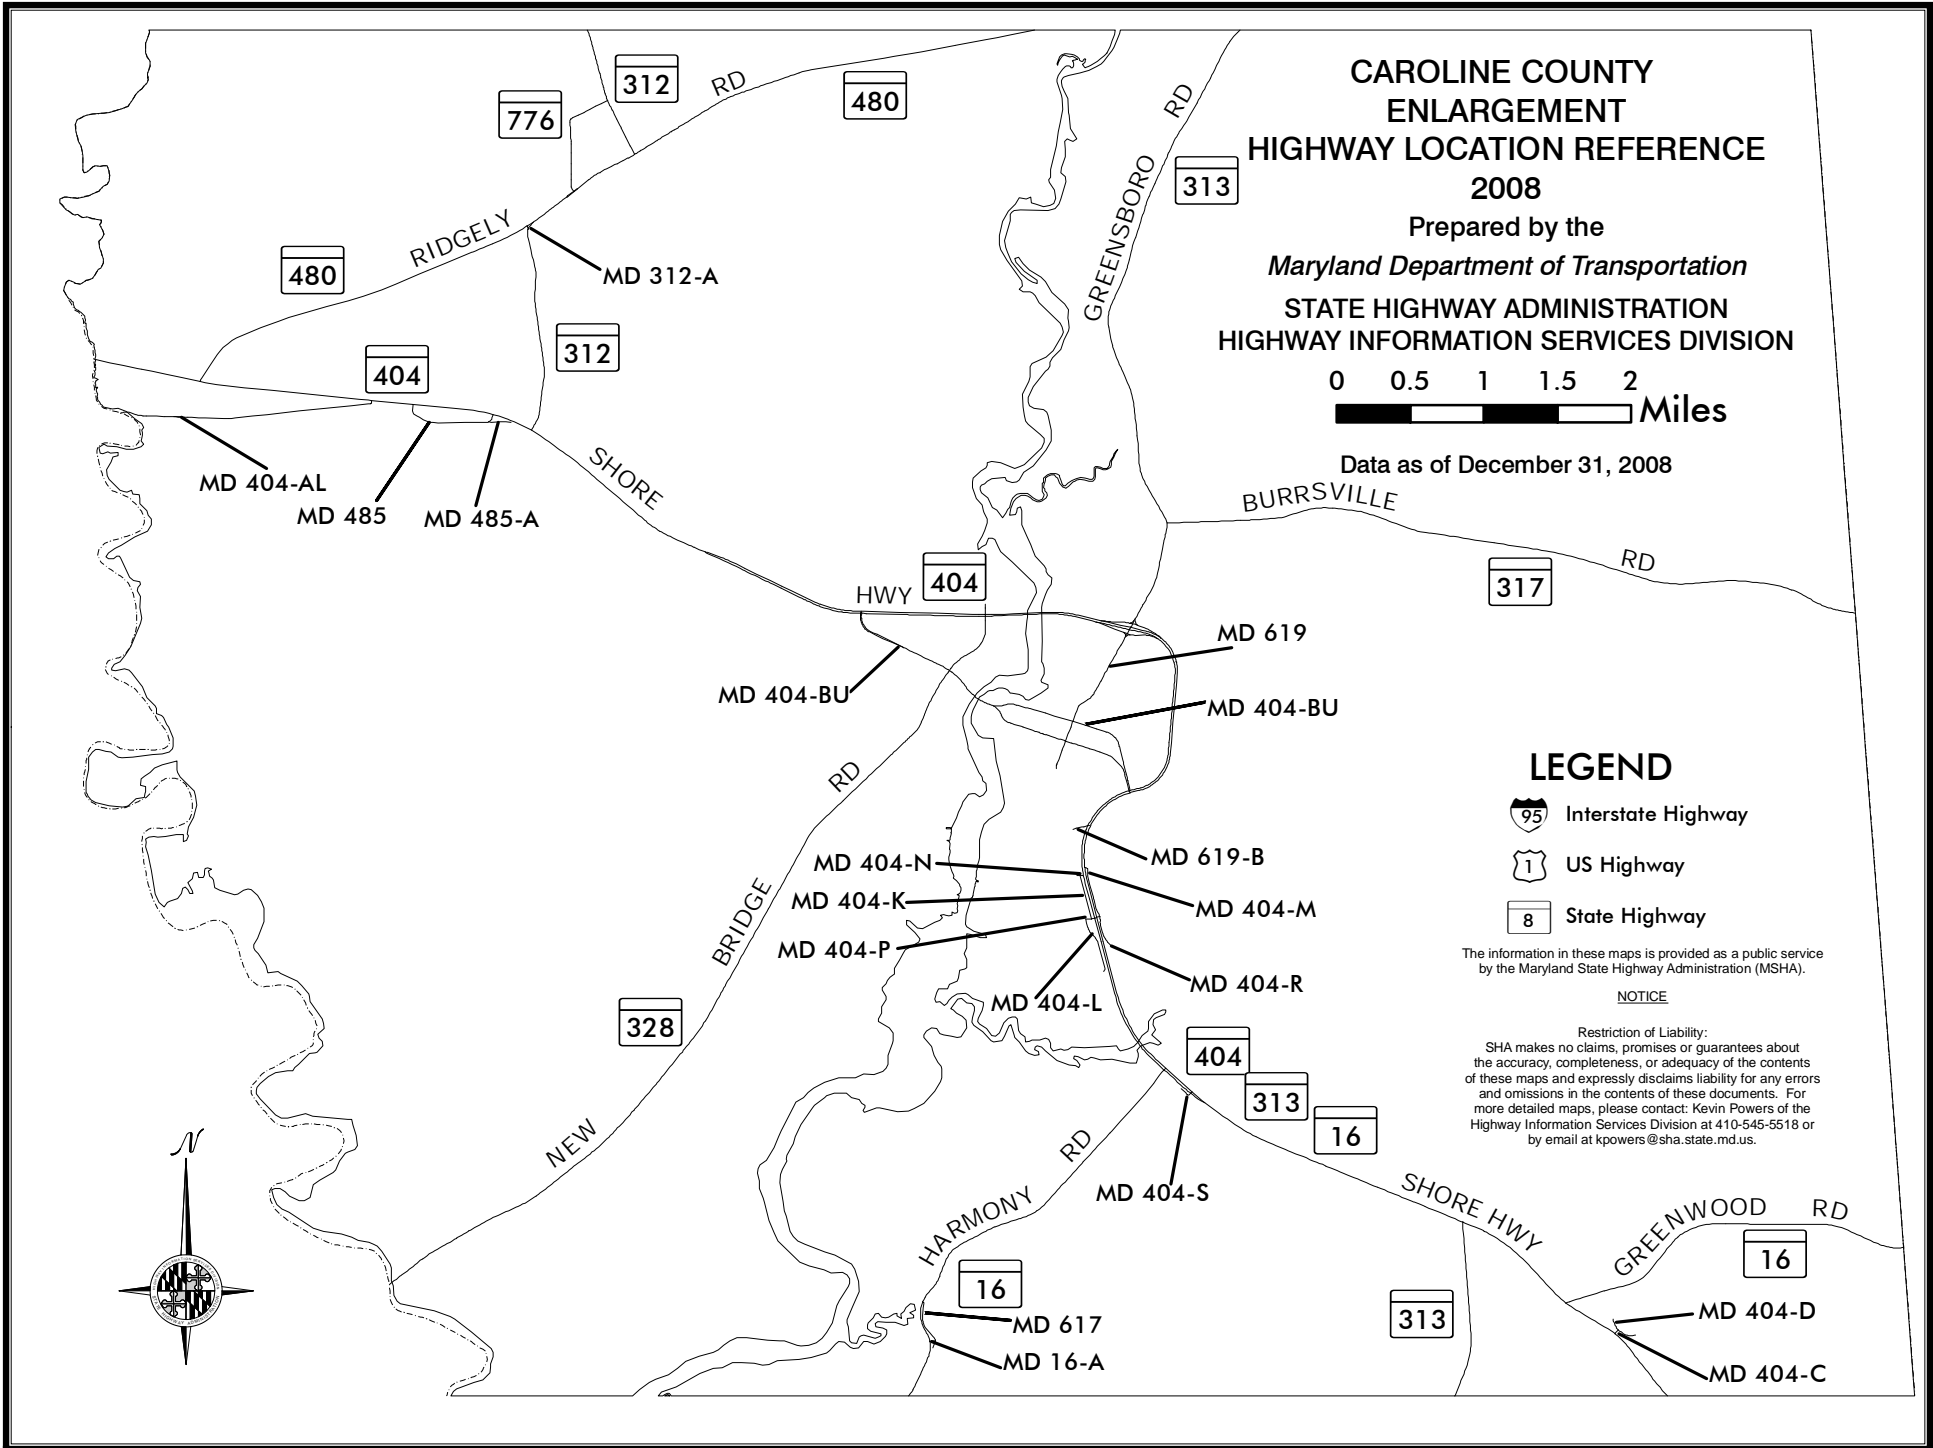 CAROLINE COUNTY
ENLARGEMENT
HIGHWAY LOCATION REFERENCE
2008
Prepared by the
Maryland Department of Transportation
STATE HIGHWAY ADMINISTRATION
HIGHWAY INFORMATION SERVICES DIVISION
0 0.5 1 1.5 2
Miles
Data as of December 31, 2008
312
776
RD
480
RIDGELY
480
MD 312-A
312
404
MD 404-AL
MD 485
MD 485-A
SHORE
HWY
404
RD
GREENSBORO
313
BURRSVILLE
RD
317
MD 619
MD 404-BU
MD 404-BU
RD
BRIDGE
NEW
328
MD 619-B
MD 404-N
MD 404-K
MD 404-M
MD 404-P
MD 404-R
MD 404-L
404
313
16
MD 404-S
RD
HARMONY
16
MD 617
MD 16-A
SHORE HWY
GREENWOOD RD
16
313
MD 404-D
MD 404-C
LEGEND
95 Interstate Highway
1 US Highway
8 State Highway
The information in these maps is provided as a public service
by the Maryland State Highway Administration (MSHA).
NOTICE
Restriction of Liability:
SHA makes no claims, promises or guarantees about
the accuracy, completeness, or adequacy of the contents
of these maps and expressly disclaims liability for any errors
and omissions in the contents of these documents. For
more detailed maps, please contact: Kevin Powers of the
Highway Information Services Division at 410-545-5518 or
by email at kpowers@sha.state.md.us.
N